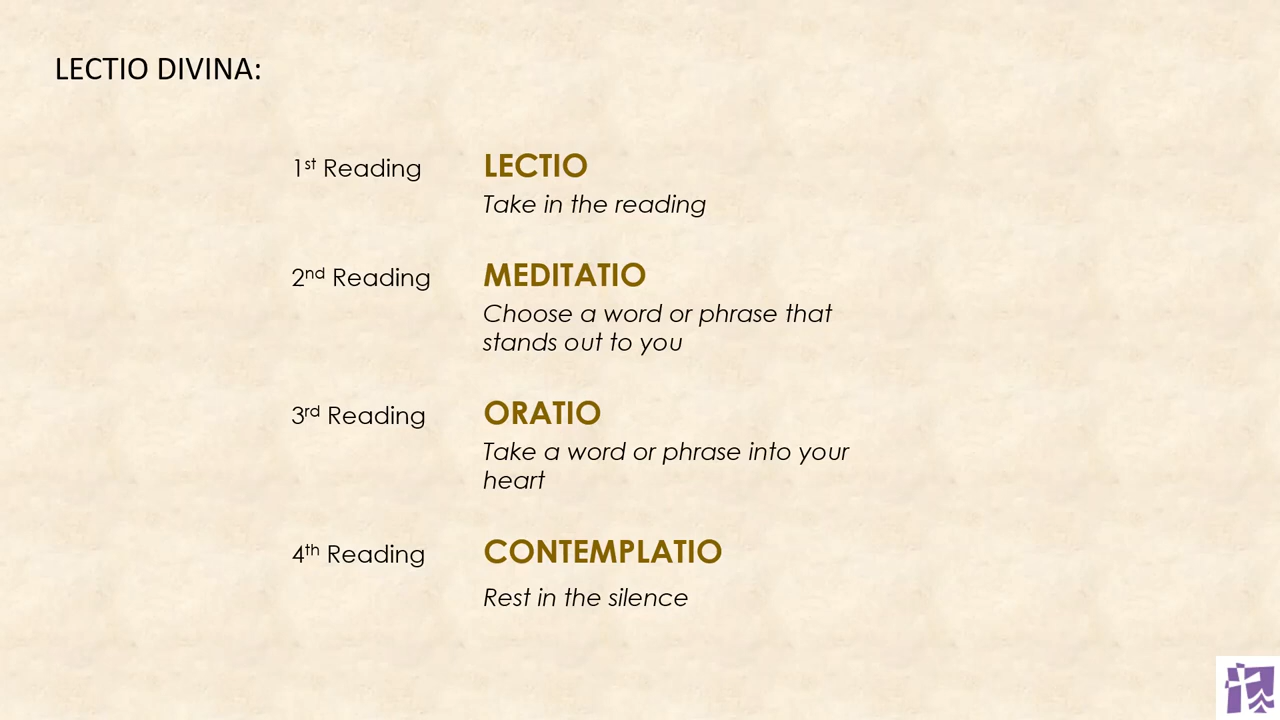 LECTIO DIVINA:
1st Reading LECTIO
Take in the reading
2nd Reading MEDITATIO
Choose a word or phrase that
stands out to you
3rd Reading ORATIO
Take a word or phrase into your
heart
4th Reading CONTEMPLATIO
Rest in the silence